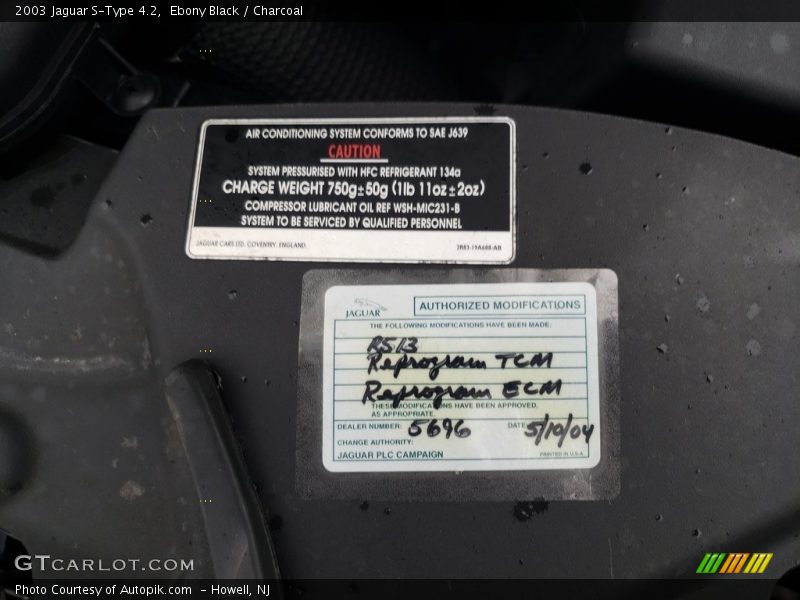 2003 Jaguar S-Type 4.2, Ebony Black / Charcoal
AIR CONDITIONING SYSTEM CONFORMS TO SAE J639
CAUTION
SYSTEM PRESSURISED WITH HFC REFRIGERANT 134a
CHARGE WEIGHT 750g±50g (1lb 11oz±2oz)
COMPRESSOR LUBRICANT OIL REF WSH-MIC231-B
SYSTEM TO BE SERVICED BY QUALIFIED PERSONNEL
JAGUAR CARS LTD. COVENTRY, ENGLAND.
JAGUAR
AUTHORIZED MODIFICATIONS
THE FOLLOWING MODIFICATIONS HAVE BEEN MADE:
R513
Reprogram TCM
Reprogram ECM
THESE MODIFICATIONS HAVE BEEN APPROVED,
AS APPROPRIATE,
DEALER NUMBER: 5696 DATE: 5/10/04
CHANGE AUTHORITY:
JAGUAR PLC CAMPAIGN
PRINTED IN U.S.A.
GTCARLOT.COM
Photo Courtesy of Autopik.com - Howell, NJ